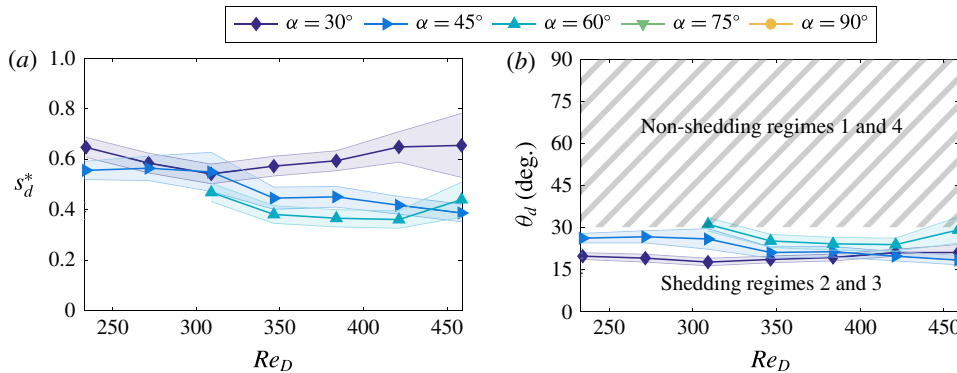 α = 30° α = 45° α = 60° α = 75° α = 90°
(a)
1.0
0.8
0.6
0.4
0.2
0
s*d
250 300 350 400 450
ReD
(b)
90
75
60
45
30
15
0
θd (deg.)
Non-shedding regimes 1 and 4
Shedding regimes 2 and 3
250 300 350 400 450
ReD